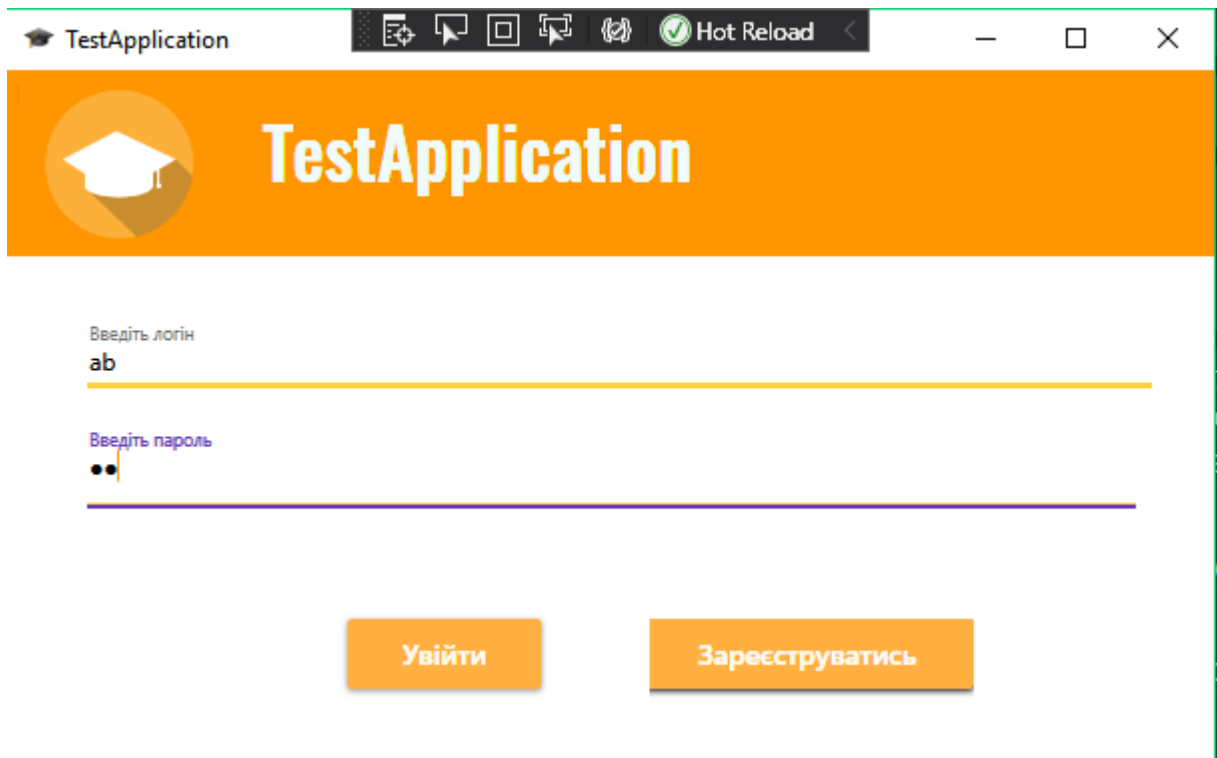 TestApplication
Hot Reload
TestApplication
Введіть логін
ab
Введіть пароль
••
Увійти
Зареєструватись